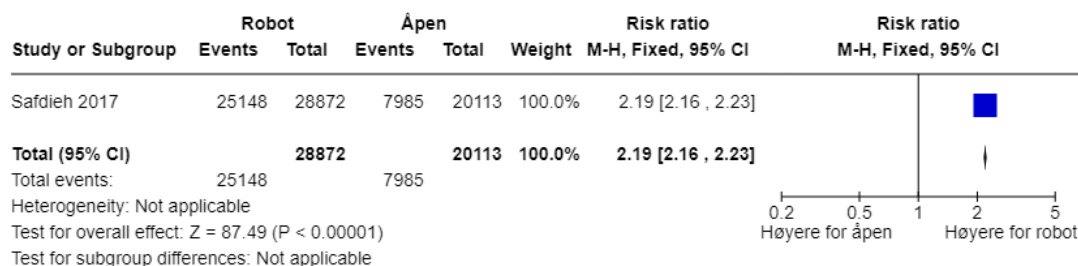 Robot Åpen Risk ratio Risk ratio
Study or Subgroup Events Total Events Total Weight M-H, Fixed, 95% CI M-H, Fixed, 95% CI
Safdieh 2017 25148 28872 7985 20113 100.0% 2.19 [2.16 , 2.23]
Total (95% CI) 28872 20113 100.0% 2.19 [2.16 , 2.23]
Total events: 25148 7985
Heterogeneity: Not applicable
Test for overall effect: Z = 87.49 (P < 0.00001)
Test for subgroup differences: Not applicable
0.2 0.5 1 2 5
Høyere for åpen Høyere for robot